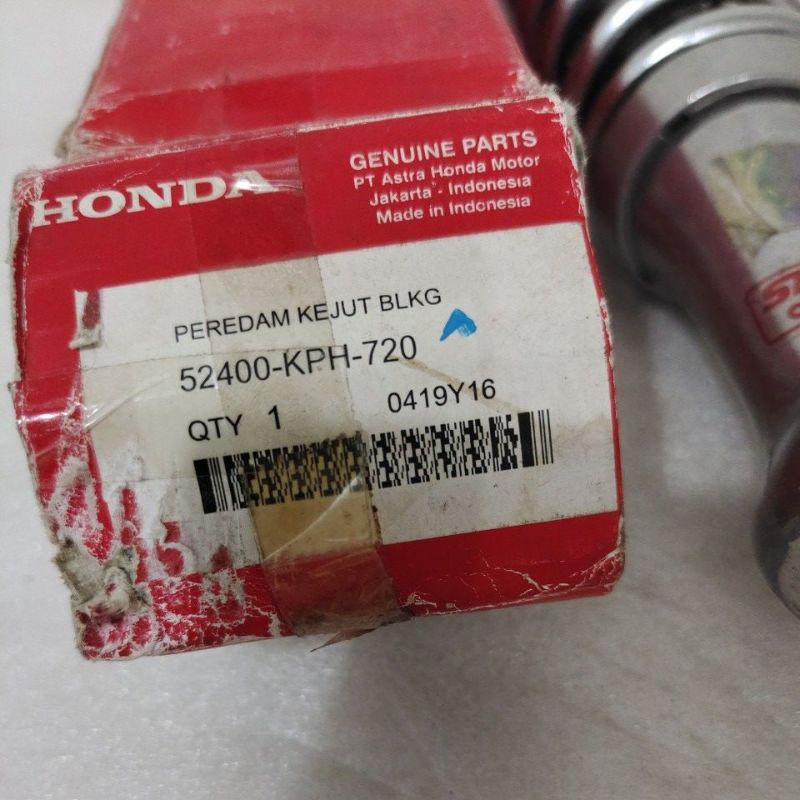 HONDA
GENUINE PARTS
PT Astra Honda Motor
Jakarta - Indonesia
Made in Indonesia
PEREDAM KEJUT BLKG
52400-KPH-720
QTY 1
0419Y16